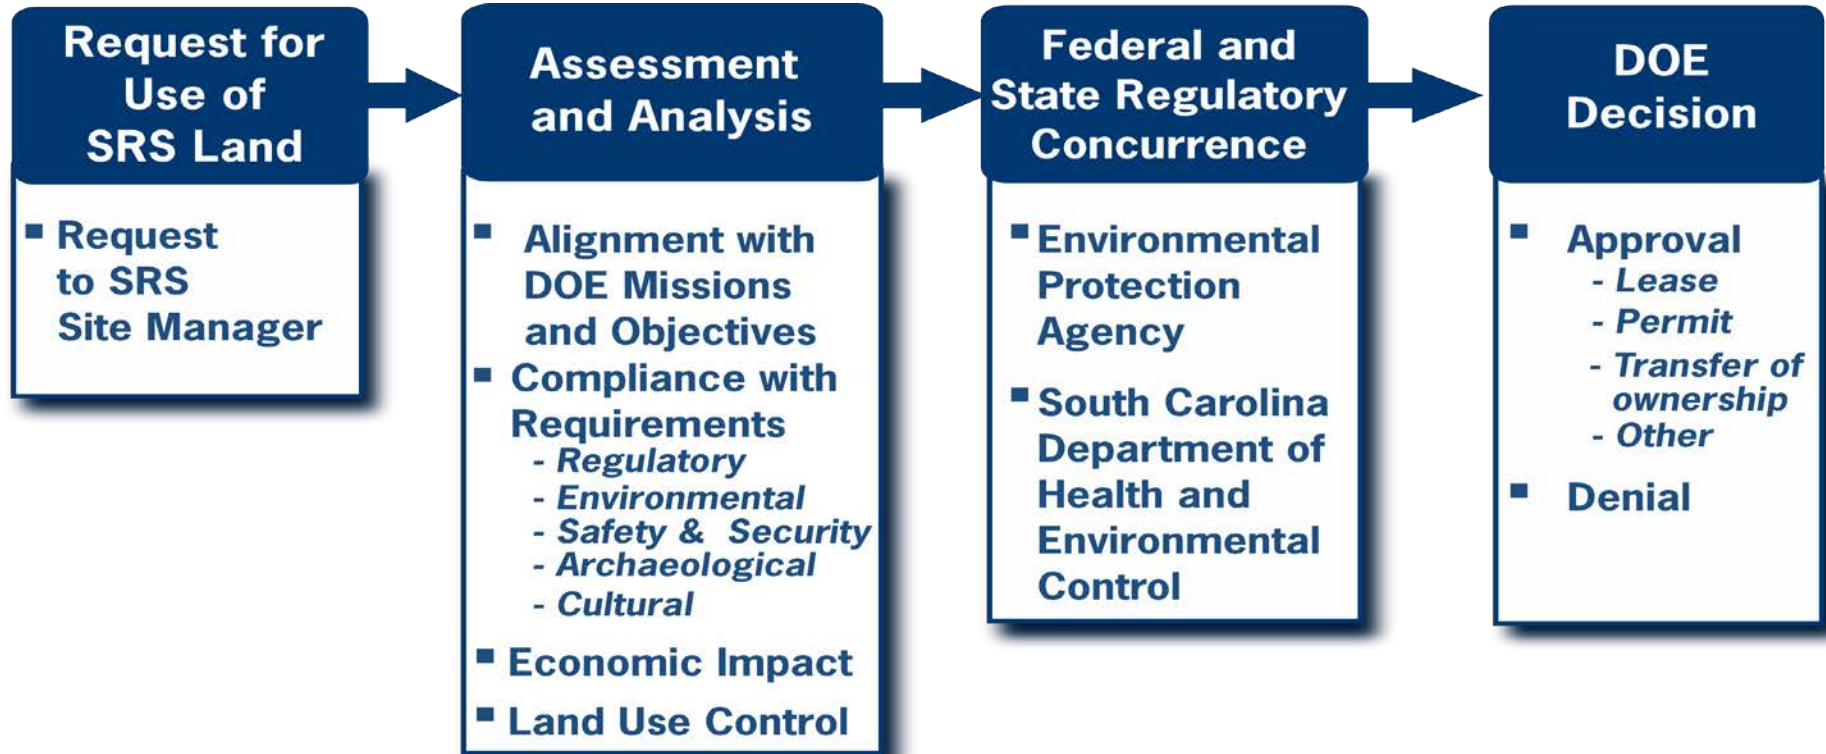 Request for
Use of
SRS Land
▪ Request
to SRS
Site Manager
Assessment
and Analysis
▪ Alignment with
DOE Missions
and Objectives
▪ Compliance with
Requirements
- Regulatory
- Environmental
- Safety & Security
- Archaeological
- Cultural
▪ Economic Impact
▪ Land Use Control
Federal and
State Regulatory
Concurrence
▪ Environmental
Protection
Agency
▪ South Carolina
Department of
Health and
Environmental
Control
DOE
Decision
▪ Approval
- Lease
- Permit
- Transfer of
ownership
- Other
▪ Denial